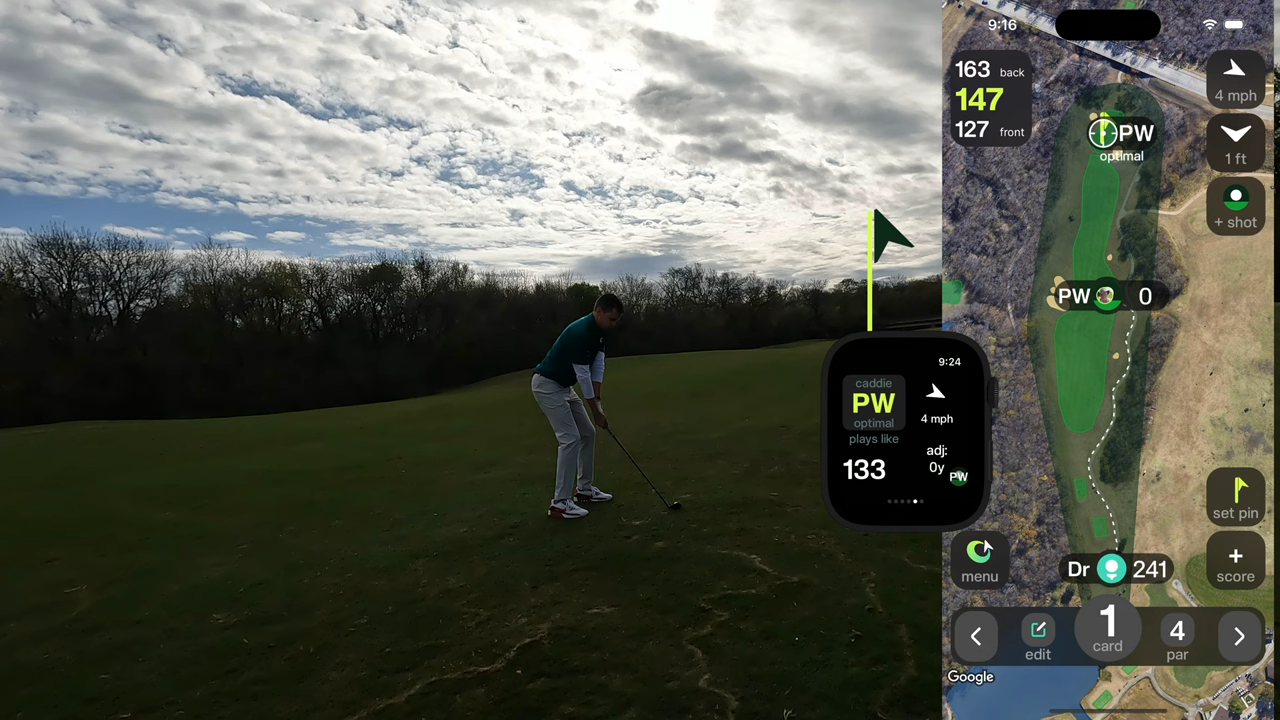 9:16
163 back
147
127 front
4 mph
PW
optimal
1 ft
+ shot
PW 0
9:24
caddie
PW
optimal
4 mph
plays like
adj:
133
0y
PW
set pin
menu
Dr 241
+
score
1
card
4
par
edit
Google